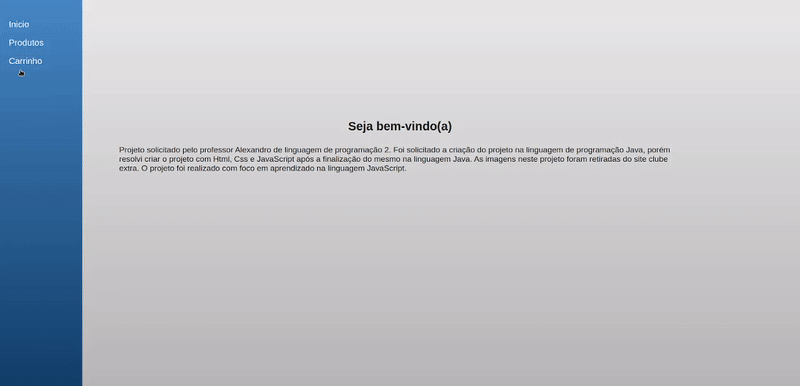 Inicio
Produtos
Carrinho
Seja bem-vindo(a)
Projeto solicitado pelo professor Alexandro de linguagem de programação 2. Foi solicitado a criação do projeto na linguagem de programação Java, porém
resolvi criar o projeto com Html, Css e JavaScript após a finalização do mesmo na linguagem Java. As imagens neste projeto foram retiradas do site clube
extra. O projeto foi realizado com foco em aprendizado na linguagem JavaScript.